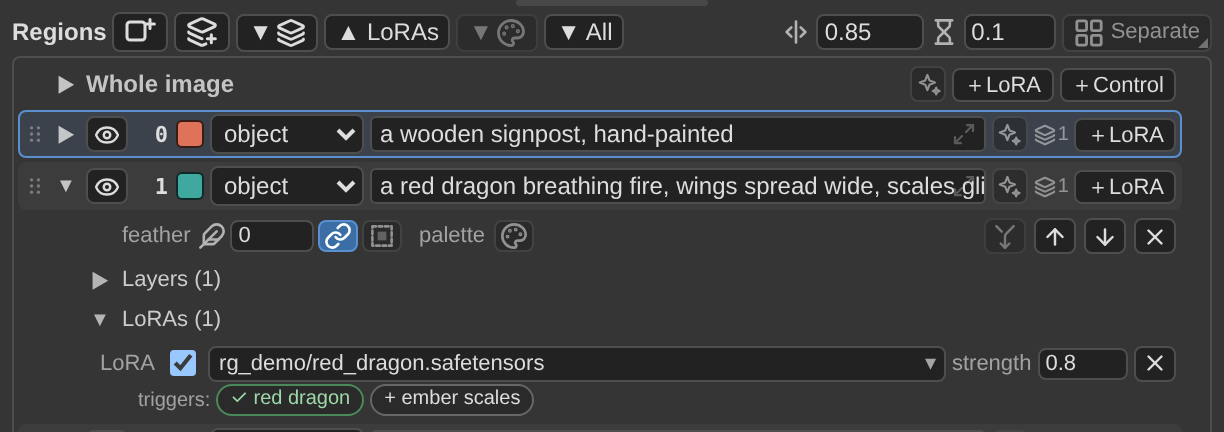 Regions ▼ ▲ LoRAs ▼ ▼ All 0.85 0.1 Separate
▶ Whole image +LoRA +Control
▶ 0 object a wooden signpost, hand-painted 1 +LoRA
▼ 1 object a red dragon breathing fire, wings spread wide, scales gli 1 +LoRA
feather 0 palette
▶ Layers (1)
▼ LoRAs (1)
LoRA rg_demo/red_dragon.safetensors ▼ strength 0.8
triggers: ✓ red dragon + ember scales